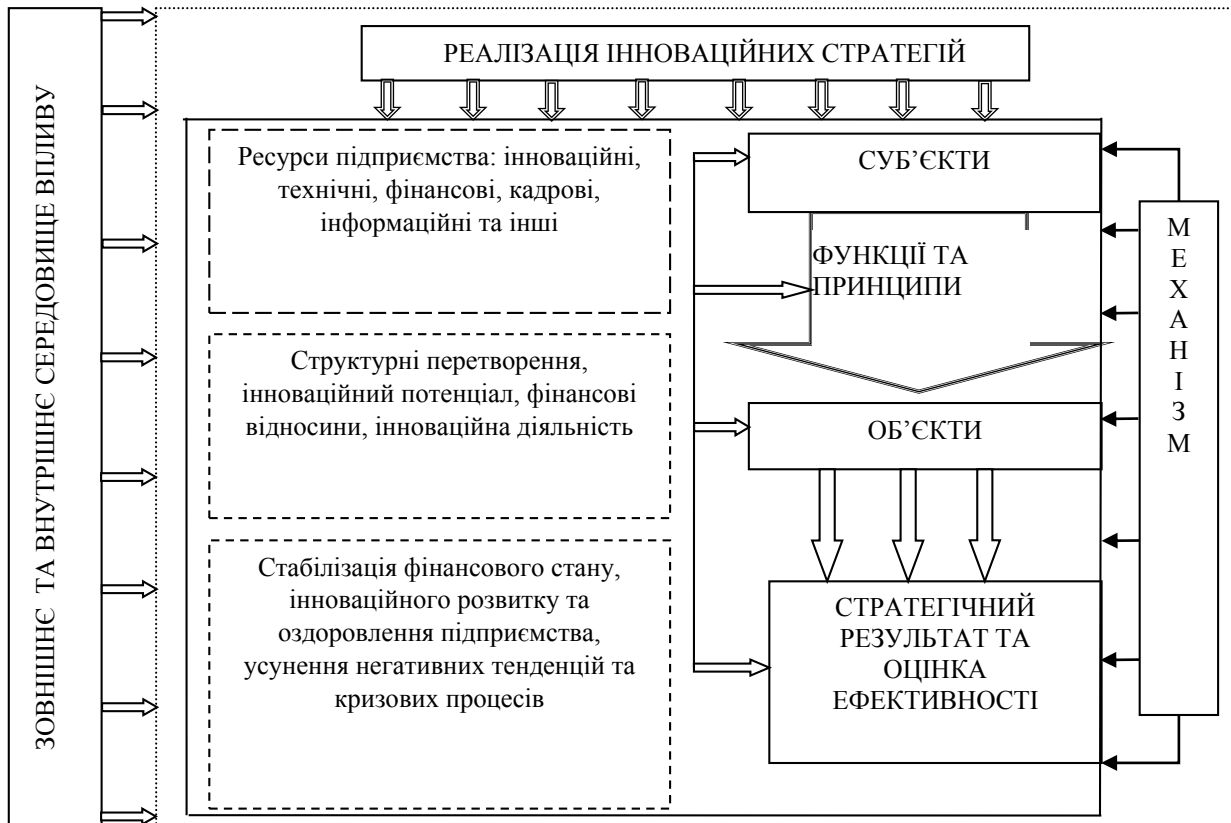 ЗОВНІШНЄ ТА ВНУТРІШНЄ СЕРЕДОВИЩЕ ВПЛИВУ
РЕАЛІЗАЦІЯ ІННОВАЦІЙНИХ СТРАТЕГІЙ
Ресурси підприємства: інноваційні,
технічні, фінансові, кадрові,
інформаційні та інші
Структурні перетворення,
інноваційний потенціал, фінансові
відносини, інноваційна діяльність
Стабілізація фінансового стану,
інноваційного розвитку та
оздоровлення підприємства,
усунення негативних тенденцій та
кризових процесів
СУБ’ЄКТИ
ФУНКЦІЇ ТА
ПРИНЦИПИ
ОБ’ЄКТИ
СТРАТЕГІЧНИЙ
РЕЗУЛЬТАТ ТА
ОЦІНКА
ЕФЕКТИВНОСТІ
М
Е
Х
А
Н
І
З
М